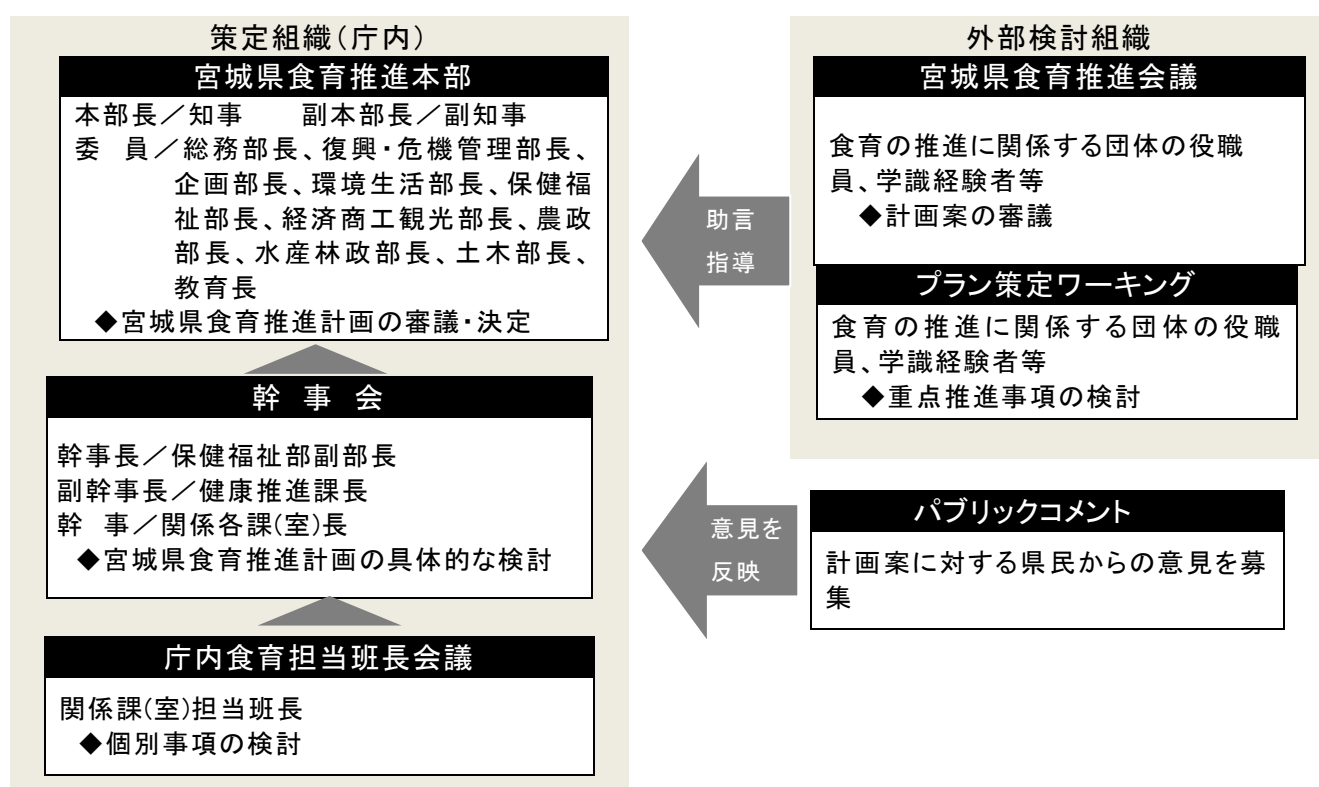 策定組織（庁内）
宮城県食育推進本部
本部長／知事　　副本部長／副知事
委　員／総務部長、復興・危機管理部長、
企画部長、環境生活部長、保健福
祉部長、経済商工観光部長、農政
部長、水産林政部長、土木部長、
教育長
◆宮城県食育推進計画の審議・決定
幹　事　会
幹事長／保健福祉部副部長
副幹事長／健康推進課長
幹　事／関係各課(室)長
◆宮城県食育推進計画の具体的な検討
庁内食育担当班長会議
関係課(室)担当班長
◆個別事項の検討
助言
指導
意見を
反映
外部検討組織
宮城県食育推進会議
食育の推進に関係する団体の役職
員、学識経験者等
◆計画案の審議
プラン策定ワーキング
食育の推進に関係する団体の役職
員、学識経験者等
◆重点推進事項の検討
パブリックコメント
計画案に対する県民からの意見を募
集